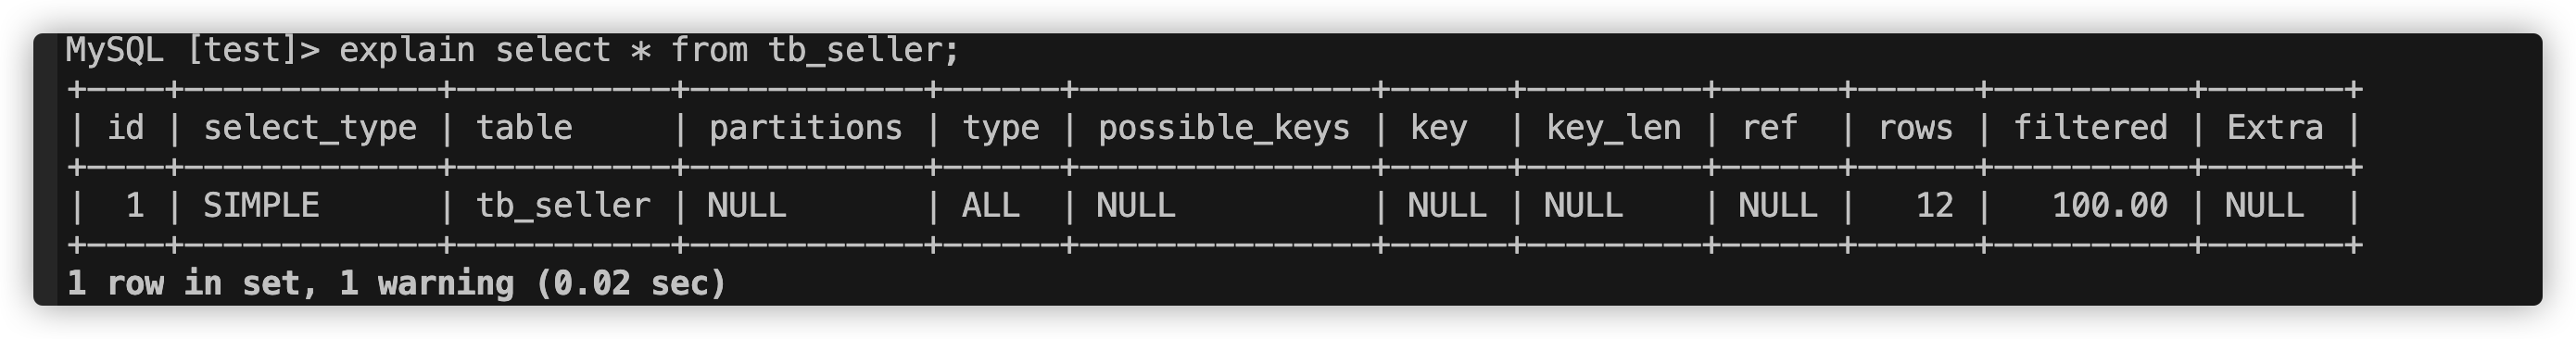 MySQL [test]> explain select * from tb_seller;
+----+-------------+-----------+------------+------+---------------+------+---------+------+------+----------+-------+
| id | select_type | table     | partitions | type | possible_keys | key  | key_len | ref  | rows | filtered | Extra |
+----+-------------+-----------+------------+------+---------------+------+---------+------+------+----------+-------+
|  1 | SIMPLE      | tb_seller | NULL       | ALL  | NULL          | NULL | NULL    | NULL |   12 |   100.00 | NULL  |
+----+-------------+-----------+------------+------+---------------+------+---------+------+------+----------+-------+
1 row in set, 1 warning (0.02 sec)